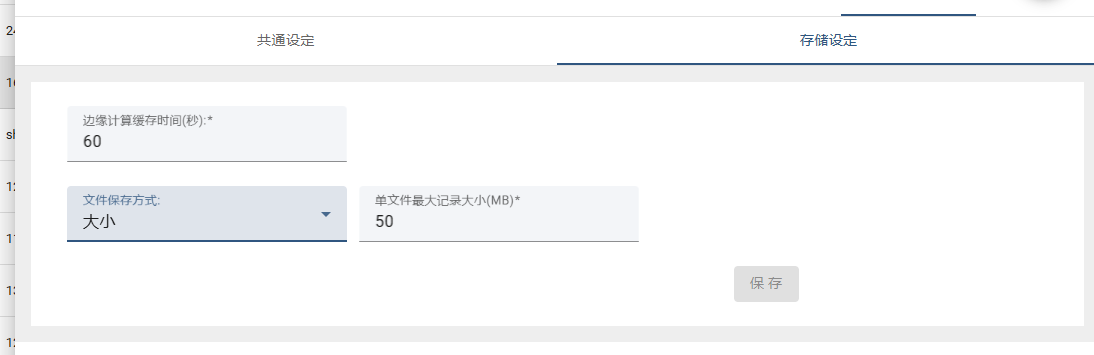 共通设定
存储设定
边缘计算缓存时间(秒):*
60
文件保存方式:
大小
单文件最大记录大小(MB)*
50
保 存